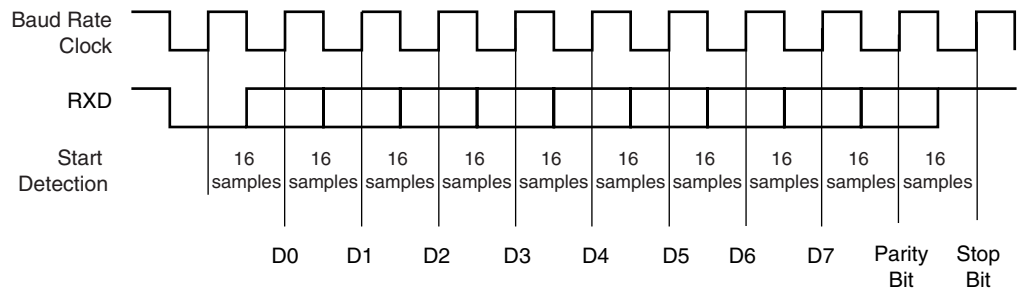 Baud Rate
Clock
RXD
Start
Detection
16 samples 16 samples 16 samples 16 samples 16 samples 16 samples 16 samples 16 samples 16 samples 16 samples
D0 D1 D2 D3 D4 D5 D6 D7 Parity Bit Stop Bit